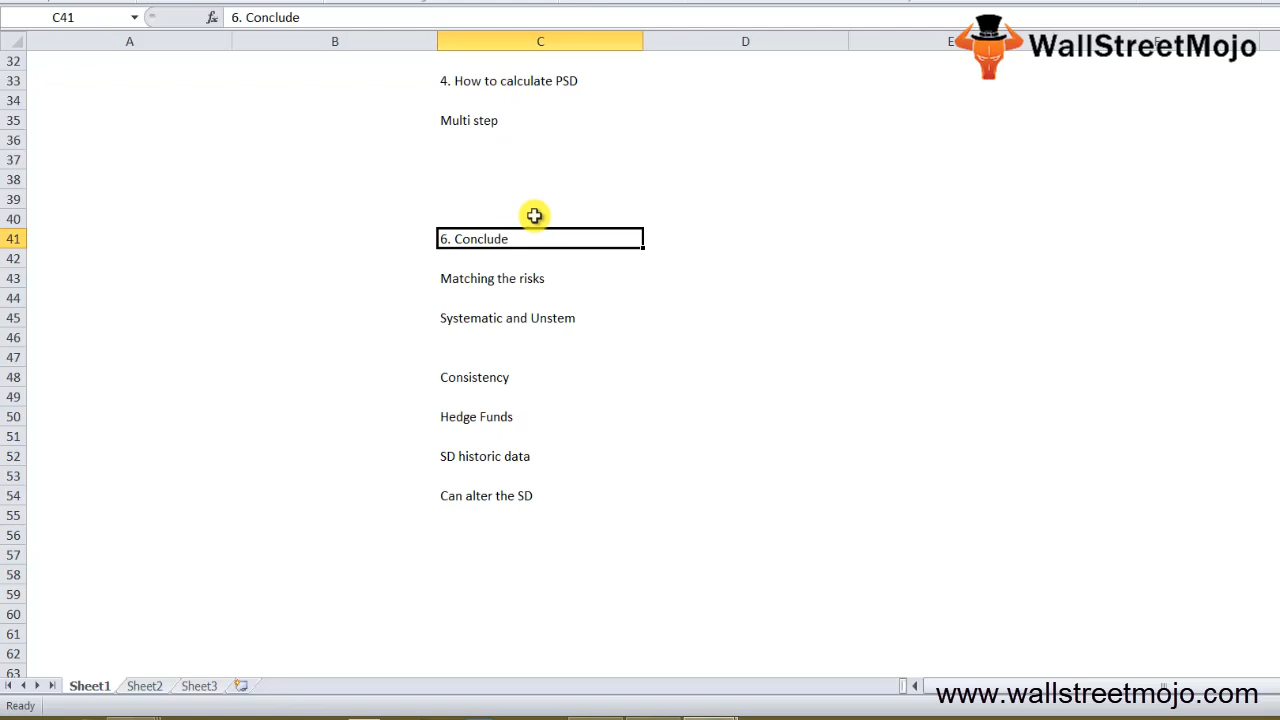 C41
fx
6. Conclude
WallStreetMojo
A
B
C
D
E
32
33
4. How to calculate PSD
34
35
Multi step
36
37
38
39
40
41
6. Conclude
42
43
Matching the risks
44
45
Systematic and Unstem
46
47
48
Consistency
49
50
Hedge Funds
51
52
SD historic data
53
54
Can alter the SD
55
56
57
58
59
60
61
62
63
Sheet1
Sheet2
Sheet3
www.wallstreetmojo.com
Ready